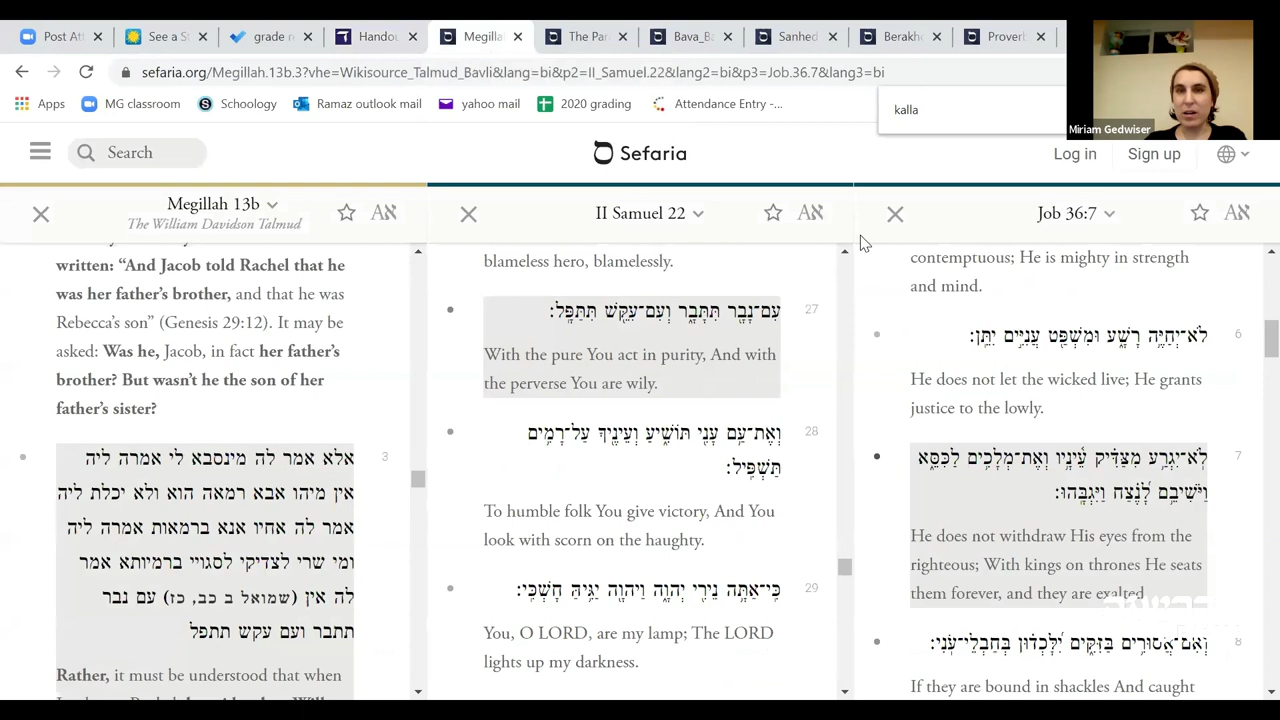 Post Att
See a S
grade r
Handou
Megilla
The Par
Bava_Ba
Sanhed
Berakho
Proverb
sefaria.org/Megillah.13b.3?vhe=Wikisource_Talmud_Bavli&lang=bi&p2=II_Samuel.22&lang2=bi&p3=Job.36.7&lang3=bi
Apps
MG classroom
Schoology
Ramaz outlook mail
yahoo mail
2020 grading
Attendance Entry -...
kalla
Miriam Gedwiser
Search
Sefaria
Log in
Sign up
Megillah 13b
The William Davidson Talmud
written: “And Jacob told Rachel that he
was her father’s brother, and that he was
Rebecca’s son” (Genesis 29:12). It may be
asked: Was he, Jacob, in fact her father’s
brother? But wasn’t he the son of her
father’s sister?
3
אלא אמר לה מינסבא לי אמרה ליה
אין מיהו אבא רמאה הוא ולא יכלת ליה
אמר לה אחיו אנא ברמאות אמרה ליה
ומי שרי לצדיקי לסגויי ברמיותא אמר
לה אין (שמואל ב כב, כז) עם נבר
תתבר ועם עקש תתפל
Rather, it must be understood that when
II Samuel 22
blameless hero, blamelessly.
27
עִם־נָבָ֖ר תִּתָּבָ֑ר וְעִם־עִקֵּ֖שׁ תִּתַּפָּֽל׃
With the pure You act in purity, And with
the perverse You are wily.
28
וְאֶת־עַ֥ם עָנִ֖י תּוֹשִׁ֑יעַ וְעֵינֶ֖יךָ עַל־רָמִ֥ים
תַּשְׁפִּֽיל׃
To humble folk You give victory, And You
look with scorn on the haughty.
29
כִּֽי־אַתָּ֥ה נֵירִ֖י יְהוָ֑ה וַיהוָ֖ה יַגִּ֥יהַּ חָשְׁכִּֽי׃
You, O LORD, are my lamp; The LORD
lights up my darkness.
Job 36:7
contemptuous; He is mighty in strength
and mind.
6
לֹא־יְחַיֶּ֥ה רָשָׁ֑ע וּמִשְׁפַּ֖ט עֲנִיִּ֣ים יִתֵּֽן׃
He does not let the wicked live; He grants
justice to the lowly.
7
לֹֽא־יִגְרַ֥ע מִצַּדִּ֗יק עֵ֫ינָ֥יו וְאֶת־מְלָכִ֥ים לַכִּסֵּ֑א
וַיֹּשִׁיבֵ֥ם לָ֝נֶ֗צַח וַיִּגְבָּֽהוּ׃
He does not withdraw His eyes from the
righteous; With kings on thrones He seats
them forever, and they are exalted
8
וְאִם־אֲסוּרִ֥ים בַּזִּקִּ֑ים יִ֝לָּכְד֗וּן בְּחַבְלֵי־עֹֽנִי׃
If they are bound in shackles And caught